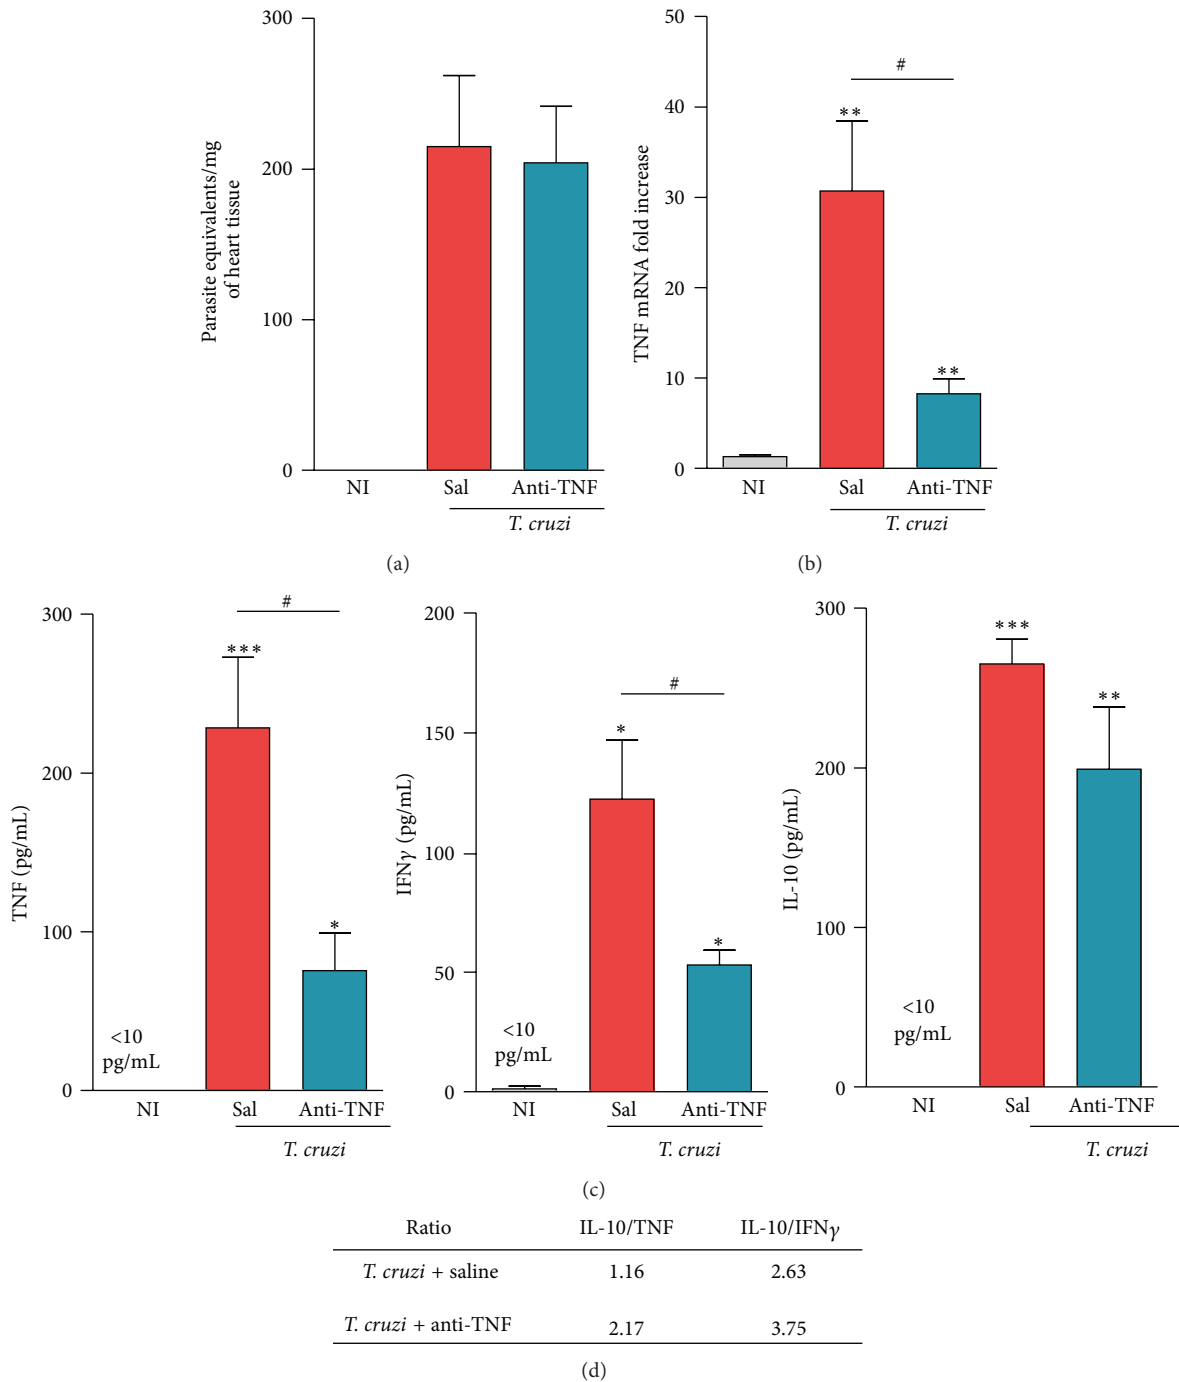 300
200
100
0
Parasite equivalents/mg
of heart tissue
NI
Sal
Anti-TNF
T. cruzi
(a)
50
40
30
20
10
0
TNF mRNA fold increase
#
**
**
NI
Sal
Anti-TNF
T. cruzi
(b)
300
200
100
0
TNF (pg/mL)
#
***
*
<10
pg/mL
NI
Sal
Anti-TNF
T. cruzi
200
150
100
50
0
IFNγ (pg/mL)
#
*
*
<10
pg/mL
NI
Sal
Anti-TNF
T. cruzi
300
200
100
0
IL-10 (pg/mL)
***
**
<10
pg/mL
NI
Sal
Anti-TNF
T. cruzi
(c)
Ratio IL-10/TNF IL-10/IFNγ
T. cruzi + saline 1.16 2.63
T. cruzi + anti-TNF 2.17 3.75
(d)